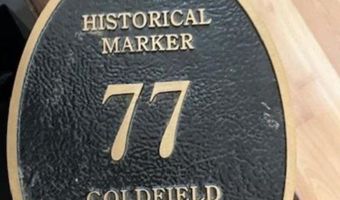 HISTORICAL
MARKER
77
GOLDFIELD